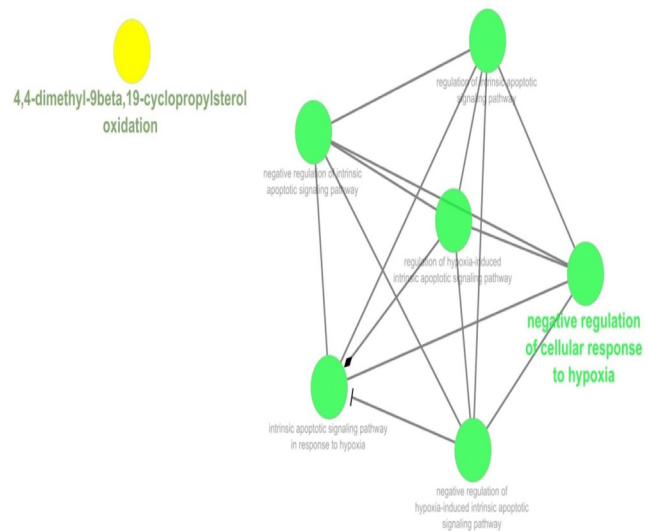 4,4-dimethyl-9beta,19-cyclopropylsterol
oxidation
regulation of intrinsic apoptotic
signaling pathway
negative regulation of intrinsic
apoptotic signaling pathway
regulation of hypoxia-induced
intrinsic apoptotic signaling pathway
negative regulation
of cellular response
to hypoxia
intrinsic apoptotic signaling pathway
in response to hypoxia
negative regulation of
hypoxia-induced intrinsic apoptotic
signaling pathway